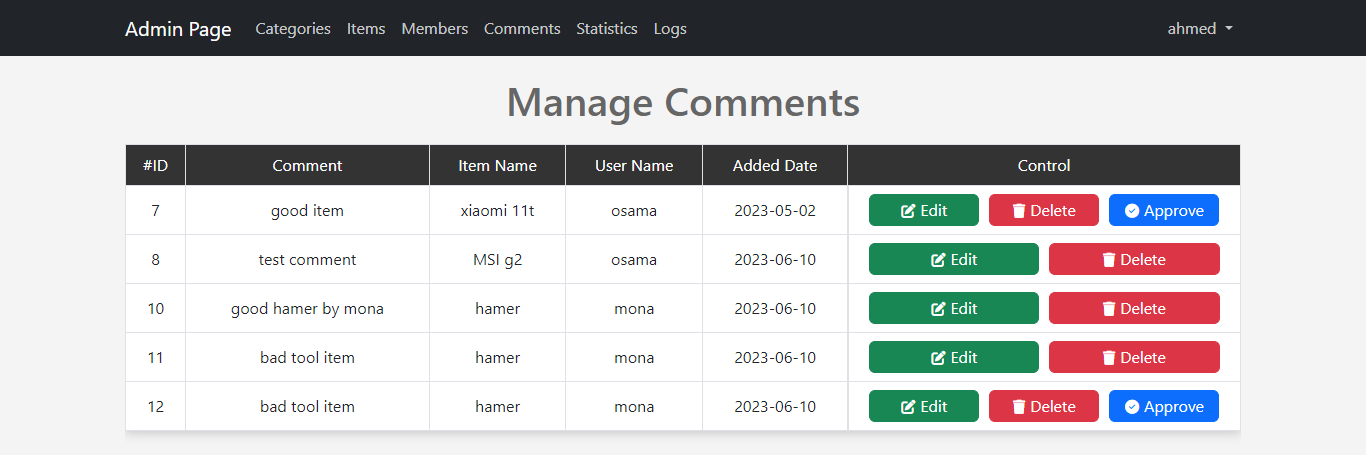 Admin Page Categories Items Members Comments Statistics Logs ahmed
Manage Comments
#ID Comment Item Name User Name Added Date Control
7 good item xiaomi 11t osama 2023-05-02 Edit Delete Approve
8 test comment MSI g2 osama 2023-06-10 Edit Delete
10 good hamer by mona hamer mona 2023-06-10 Edit Delete
11 bad tool item hamer mona 2023-06-10 Edit Delete
12 bad tool item hamer mona 2023-06-10 Edit Delete Approve